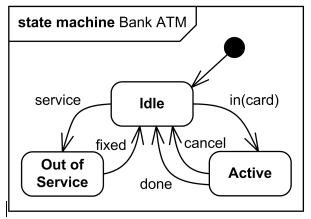 state machine Bank ATM
Idle
service
in(card)
fixed
cancel
Out of
Service
done
Active